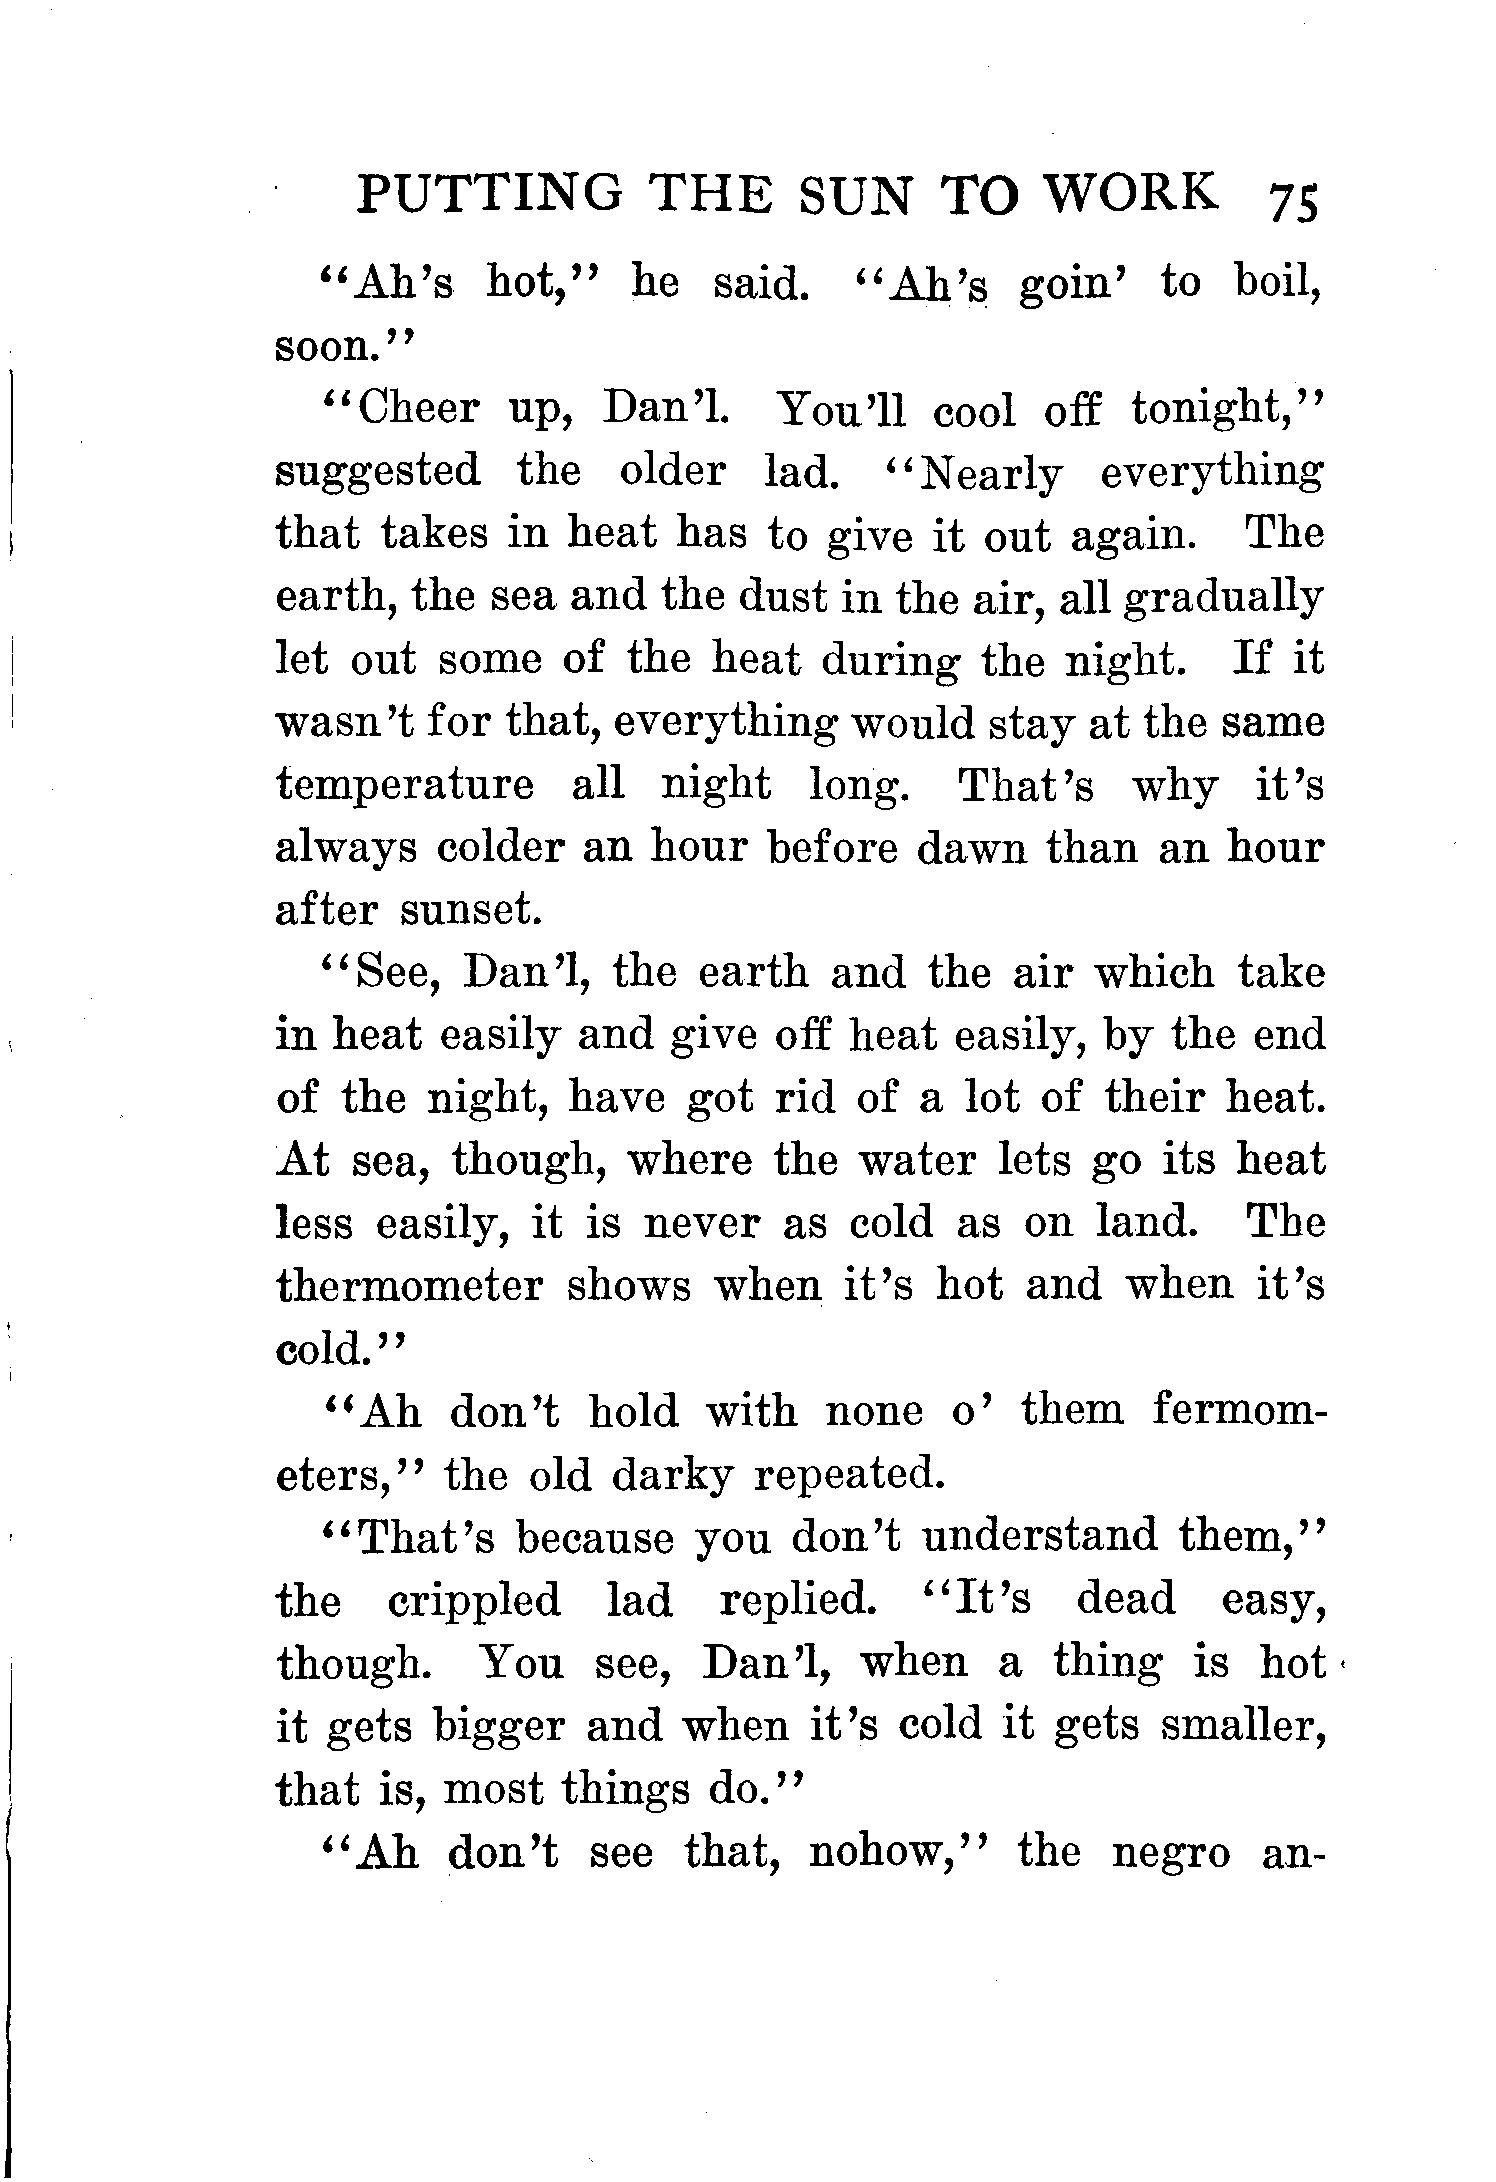 PUTTING THE SUN TO WORK 75
"Ah's hot," he said. "Ah's goin' to boil,
soon."
"Cheer up, Dan'l. You'll cool off tonight,"
suggested the older lad. "Nearly everything
that takes in heat has to give it out again. The
earth, the sea and the dust in the air, all gradually
let out some of the heat during the night. If it
wasn't for that, everything would stay at the same
temperature all night long. That's why it's
always colder an hour before dawn than an hour
after sunset.
"See, Dan'l, the earth and the air which take
in heat easily and give off heat easily, by the end
of the night, have got rid of a lot of their heat.
At sea, though, where the water lets go its heat
less easily, it is never as cold as on land. The
thermometer shows when it's hot and when it's
cold."
"Ah don't hold with none o' them fermom-
eters," the old darky repeated.
"That's because you don't understand them,"
the crippled lad replied. "It's dead easy,
though. You see, Dan'l, when a thing is hot
it gets bigger and when it's cold it gets smaller,
that is, most things do."
"Ah don't see that, nohow," the negro an-